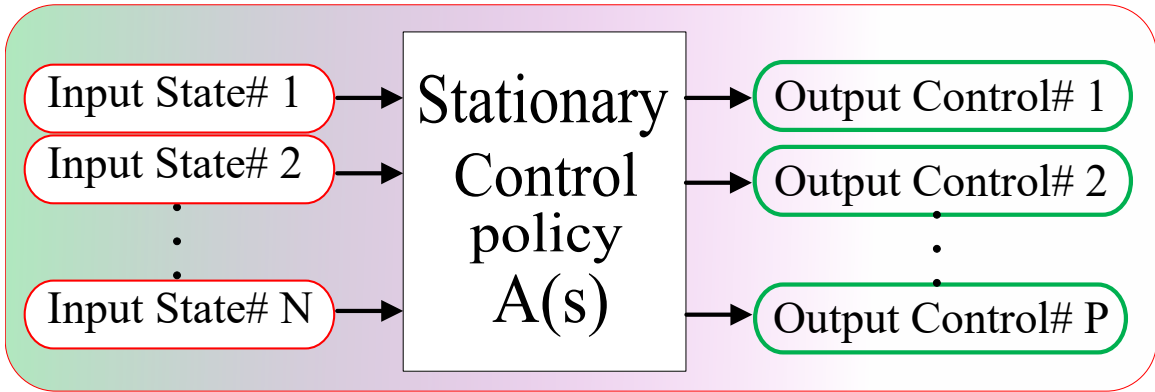 Input State# 1
Input State# 2
Input State# N
Stationary
Control
policy
A(s)
Output Control# 1
Output Control# 2
Output Control# P